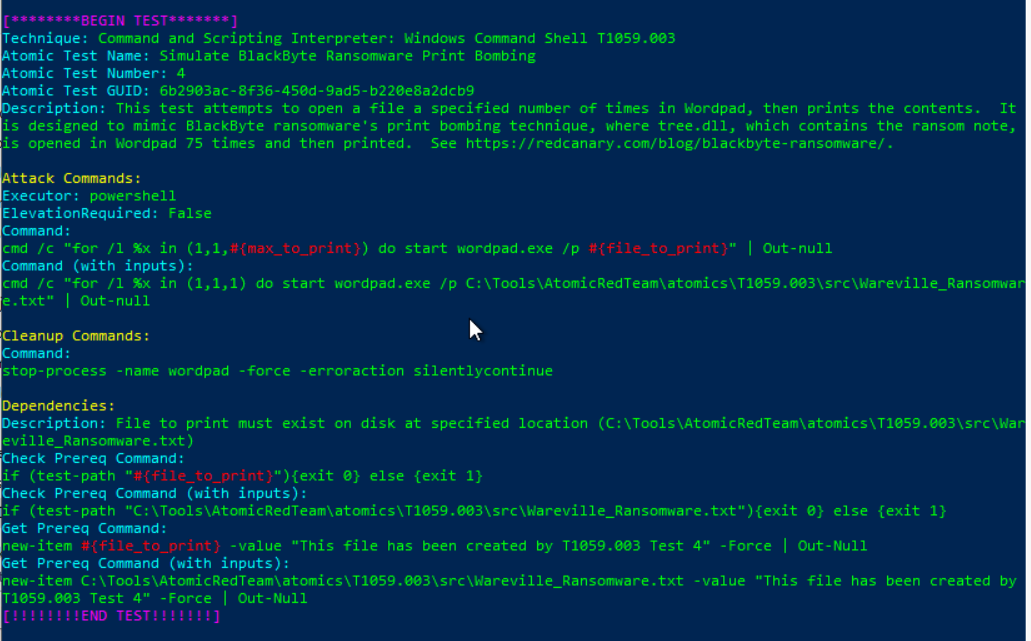 [********BEGIN TEST*******]
Technique: Command and Scripting Interpreter: Windows Command Shell T1059.003
Atomic Test Name: Simulate BlackByte Ransomware Print Bombing
Atomic Test Number: 4
Atomic Test GUID: 6b2903ac-8f36-450d-9ad5-b220e8a2dcb9
Description: This test attempts to open a file a specified number of times in Wordpad, then prints the contents.  It
is designed to mimic BlackByte ransomware's print bombing technique, where tree.dll, which contains the ransom note,
is opened in Wordpad 75 times and then printed.  See https://redcanary.com/blog/blackbyte-ransomware/.
Attack Commands:
Executor: powershell
ElevationRequired: False
Command:
cmd /c "for /l %x in (1,1,#{max_to_print}) do start wordpad.exe /p #{file_to_print}" | Out-null
Command (with inputs):
cmd /c "for /l %x in (1,1,1) do start wordpad.exe /p C:\Tools\AtomicRedTeam\atomics\T1059.003\src\Wareville_Ransomwar
e.txt" | Out-null
Cleanup Commands:
Command:
stop-process -name wordpad -force -erroraction silentlycontinue
Dependencies:
Description: File to print must exist on disk at specified location (C:\Tools\AtomicRedTeam\atomics\T1059.003\src\War
eville_Ransomware.txt)
Check Prereq Command:
if (test-path "#{file_to_print}"){exit 0} else {exit 1}
Check Prereq Command (with inputs):
if (test-path "C:\Tools\AtomicRedTeam\atomics\T1059.003\src\Wareville_Ransomware.txt"){exit 0} else {exit 1}
Get Prereq Command:
new-item #{file_to_print} -value "This file has been created by T1059.003 Test 4" -Force | Out-Null
Get Prereq Command (with inputs):
new-item C:\Tools\AtomicRedTeam\atomics\T1059.003\src\Wareville_Ransomware.txt -value "This file has been created by
T1059.003 Test 4" -Force | Out-Null
[!!!!!!!!END TEST!!!!!!!]